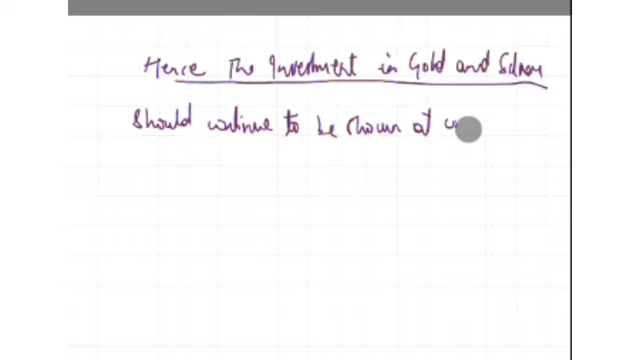 Hence The Investment in Gold and Silver
Should continue to be shown at